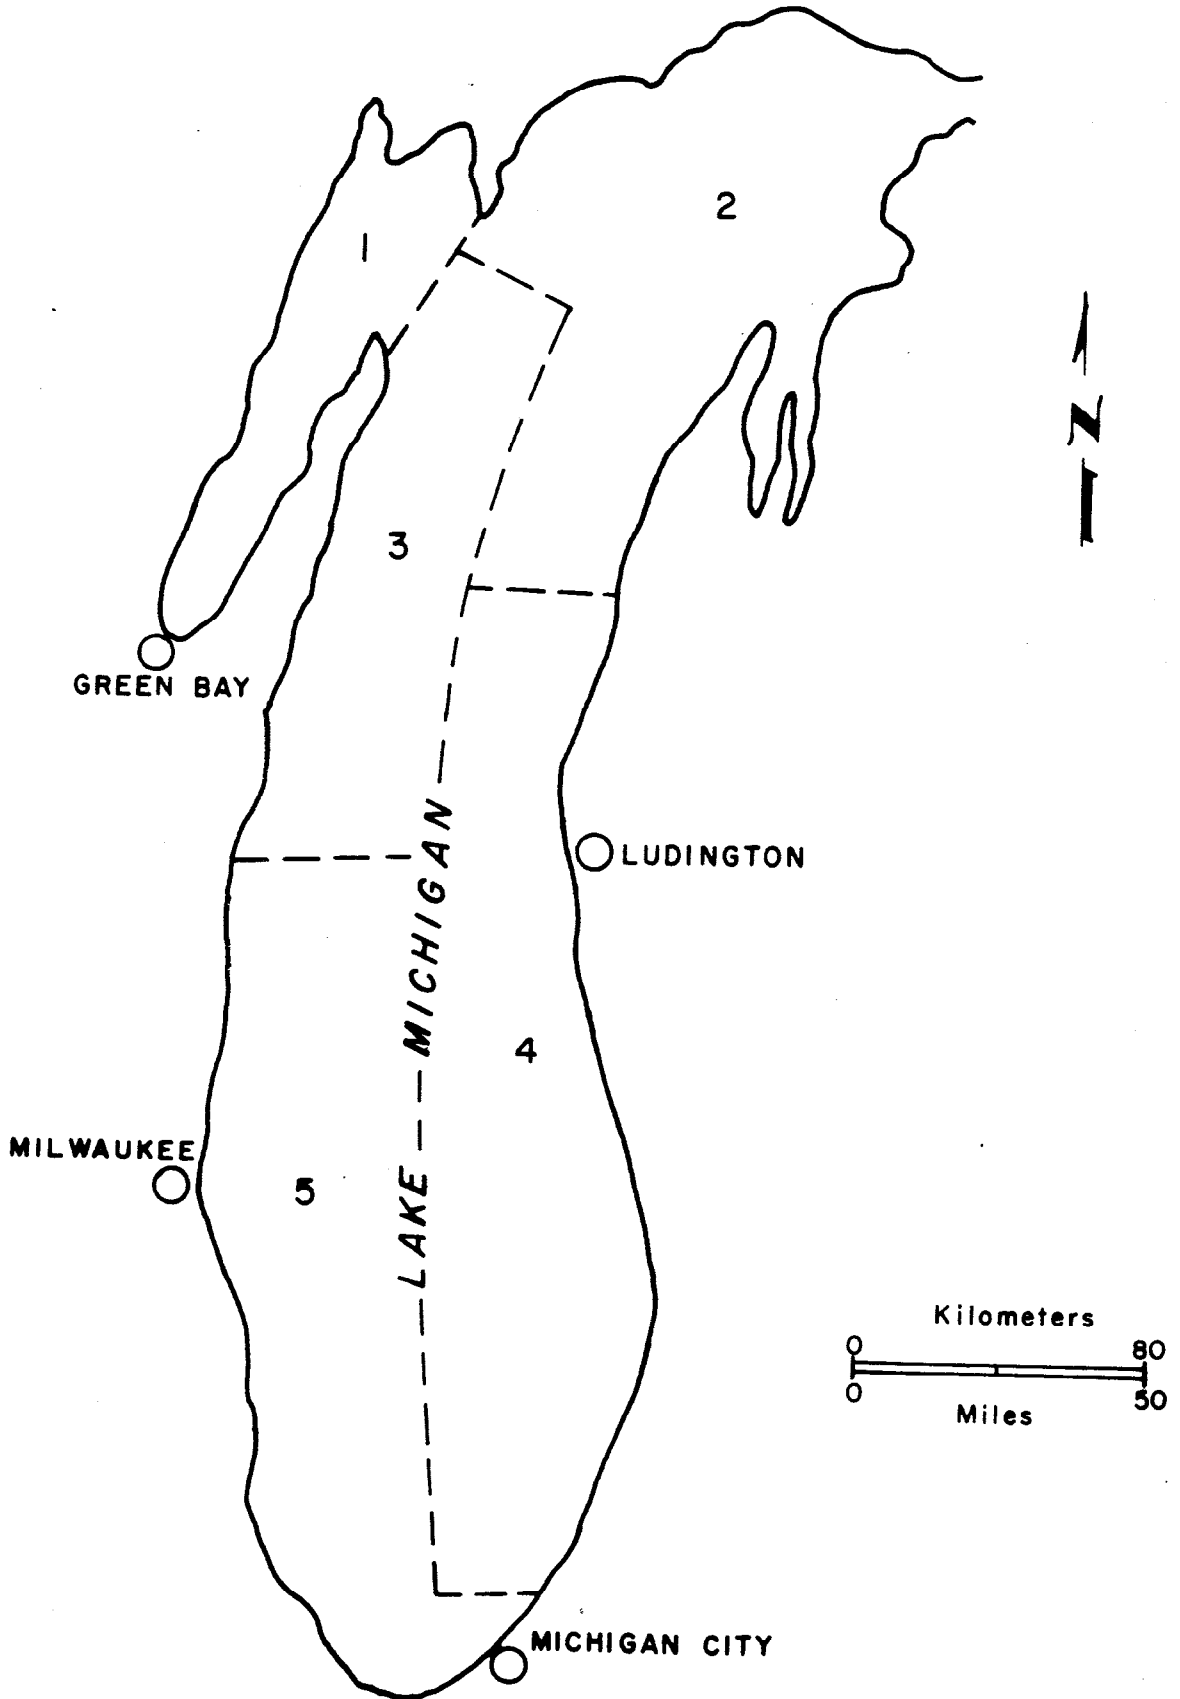 2
1
N
3
GREEN BAY
LUDINGTON
LAKE MICHIGAN
4
MILWAUKEE
5
Kilometers
0 80
0 50
Miles
MICHIGAN CITY